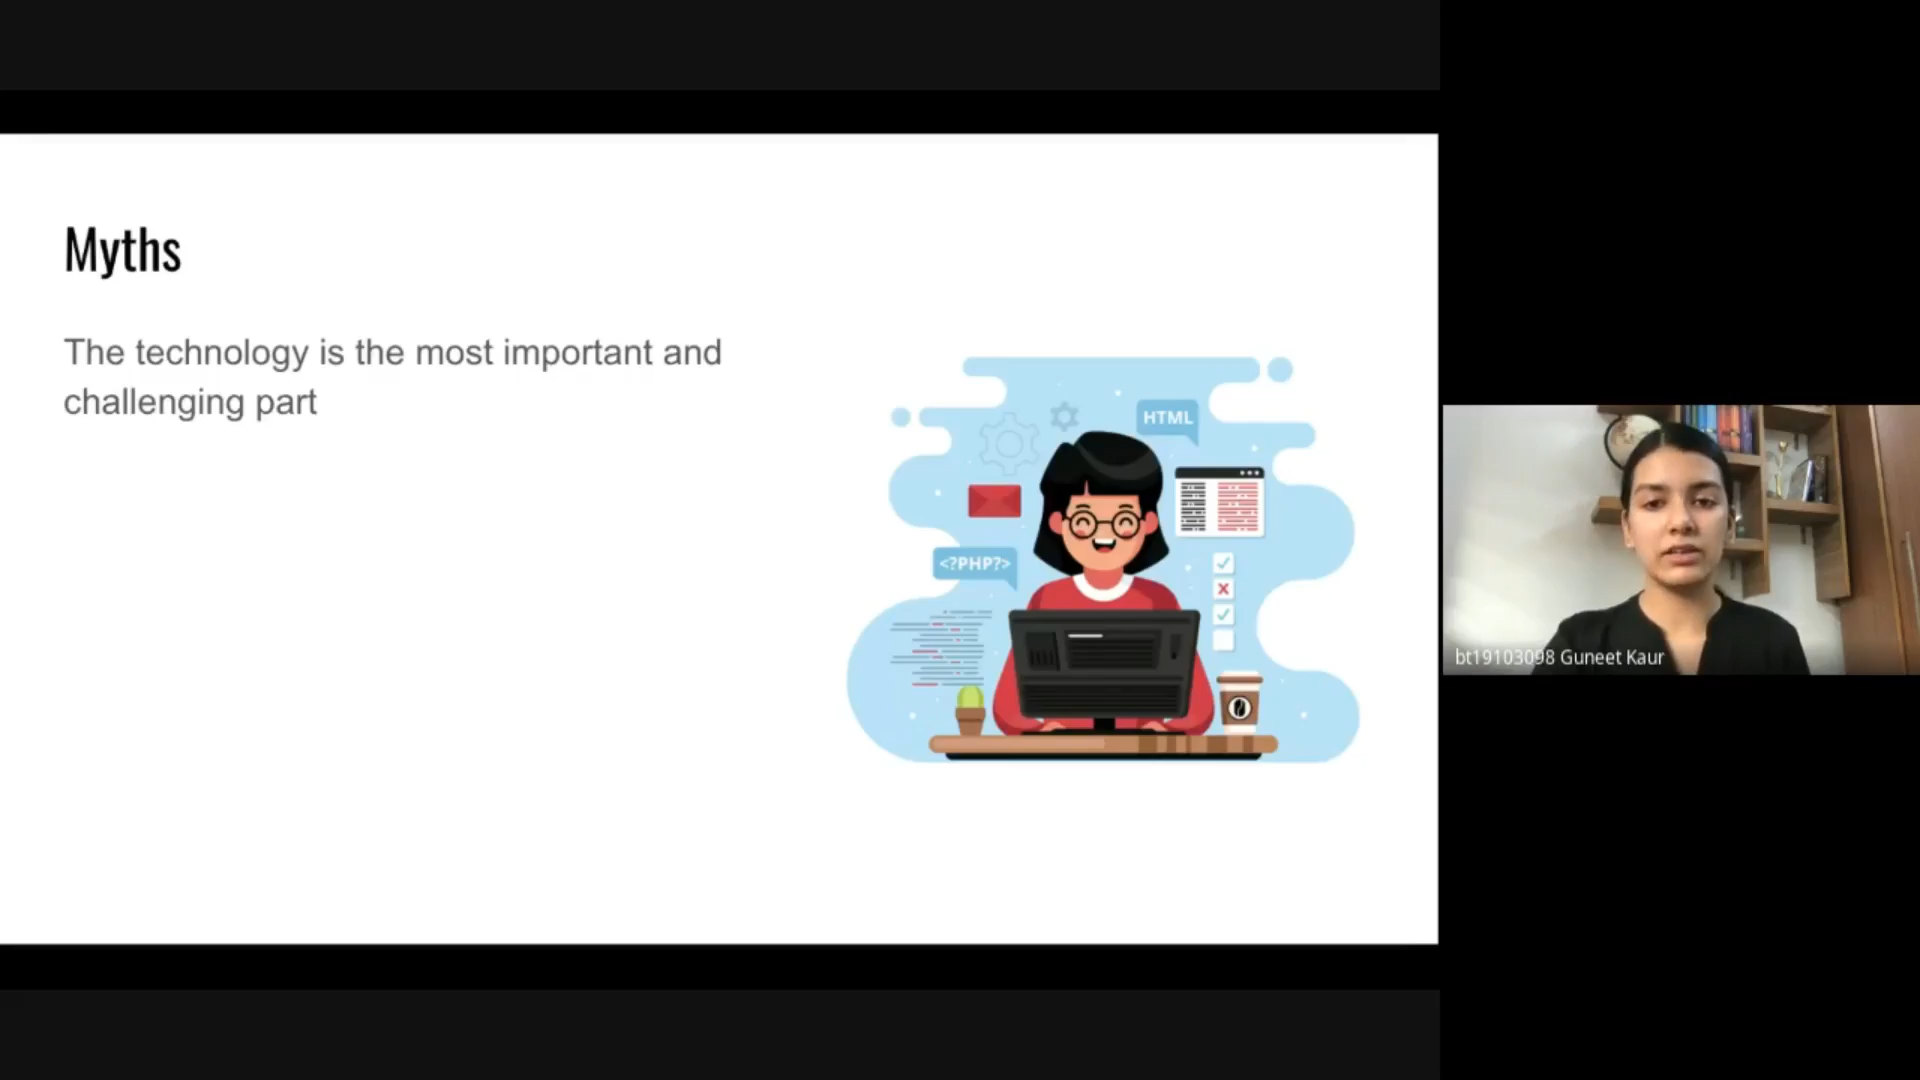 Myths
The technology is the most important and
challenging part
HTML
<?PHP?>
bt19103098 Guneet Kaur